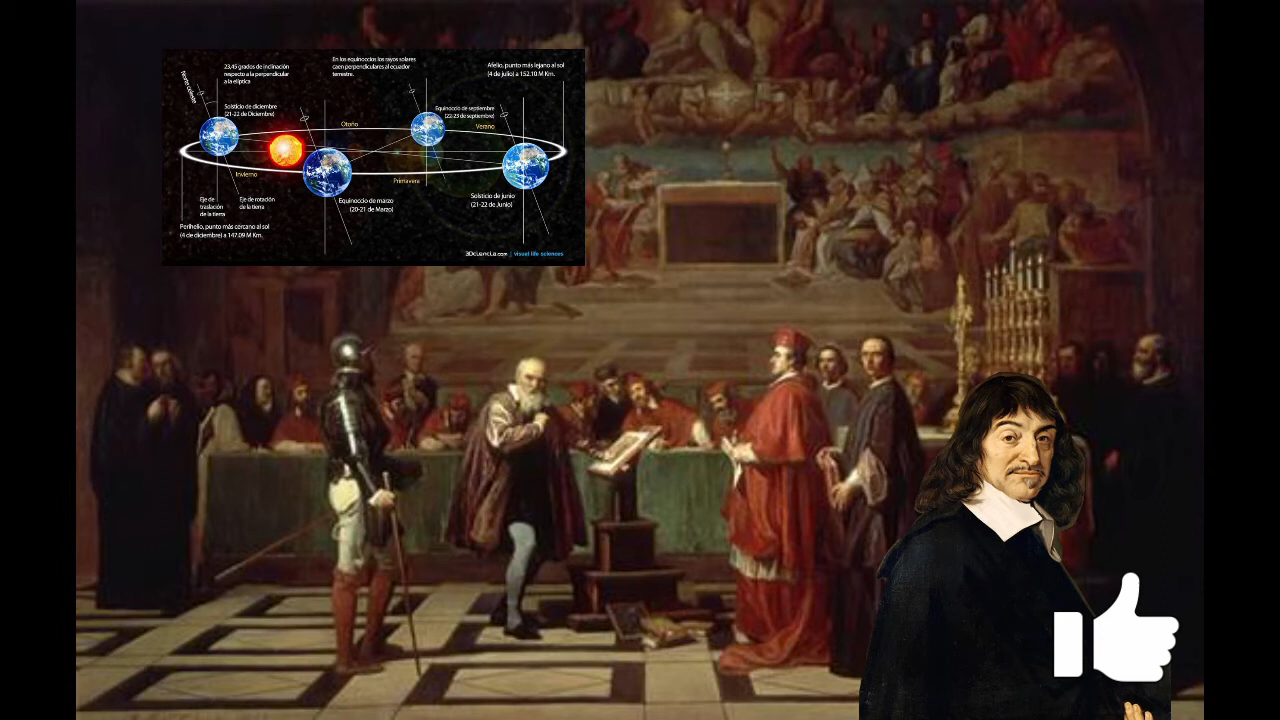 Norte celeste
23,45 grados de inclinación
respecto a la perpendicular
a la elíptica
En los equinoccios los rayos solares
caen perpendiculares al ecuador
terrestre.
Afelio, punto más lejano al sol
(4 de julio) a 152.10 M Km.
Solsticio de diciembre
(21-22 de Diciembre)
Otoño
Equinoccio de septiembre
(22-23 de septiembre)
Verano
Invierno
Primavera
Eje de
traslación
de la tierra
Eje de rotación
de la tierra
Equinoccio de marzo
(20-21 de Marzo)
Solsticio de junio
(21-22 de Junio)
Perihelio, punto más cercano al sol
(4 de diciembre) a 147.09 M Km.
3Dciencia.com | visual life sciences